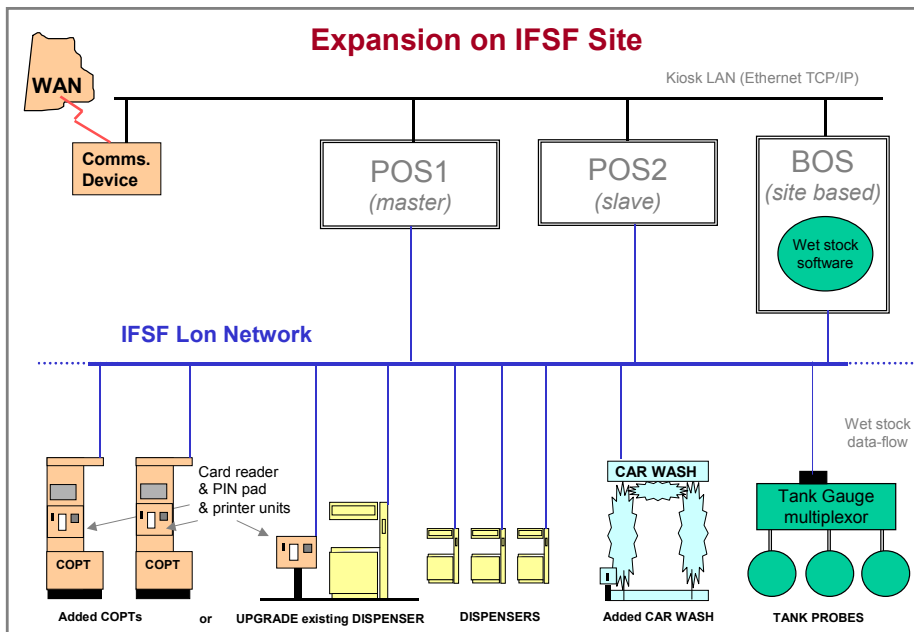 Expansion on IFSF Site
WAN
Kiosk LAN (Ethernet TCP/IP)
Comms.
Device
POS1
(master)
POS2
(slave)
BOS
(site based)
Wet stock
software
IFSF Lon Network
Wet stock
data-flow
Card reader
& PIN pad
& printer units
CAR WASH
Tank Gauge
multiplexor
COPT
COPT
Added COPTs
or
UPGRADE existing DISPENSER
DISPENSERS
Added CAR WASH
TANK PROBES